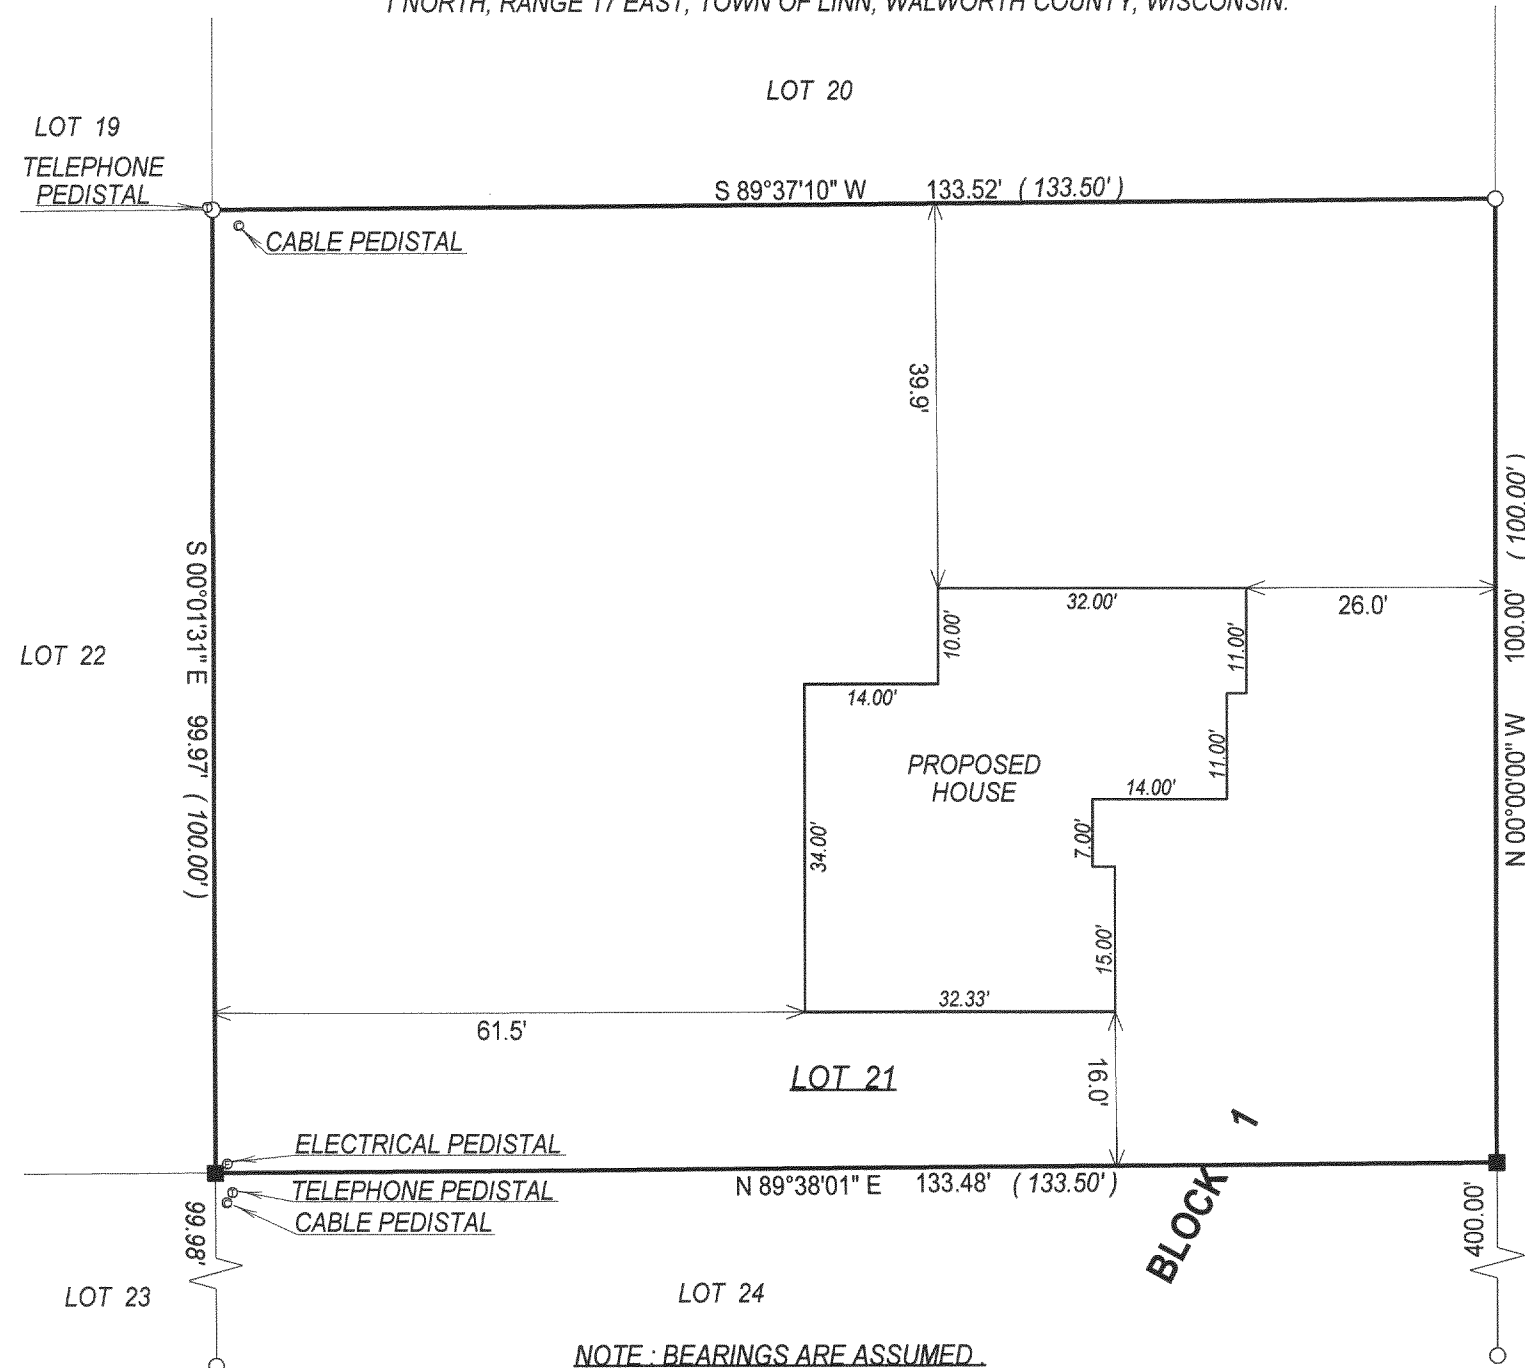 1 NORTH, RANGE 17 EAST, TOWN OF LINN, WALWORTH COUNTY, WISCONSIN.
LOT 20
LOT 19
TELEPHONE
PEDISTAL
S 89°37'10" W 133.52' ( 133.50' )
CABLE PEDISTAL
39.9'
S 00°01'31" E 99.97' ( 100.00' )
N 00°00'00" W 100.00' ( 100.00' )
32.00'
26.0'
10.00'
11.00'
LOT 22
14.00'
11.00'
PROPOSED
HOUSE
14.00'
7.00'
34.00'
15.00'
32.33'
61.5'
16.0'
LOT 21
BLOCK 1
ELECTRICAL PEDISTAL
N 89°38'01" E 133.48' ( 133.50' )
TELEPHONE PEDISTAL
CABLE PEDISTAL
99.98'
400.00'
LOT 23
LOT 24
NOTE : BEARINGS ARE ASSUMED .